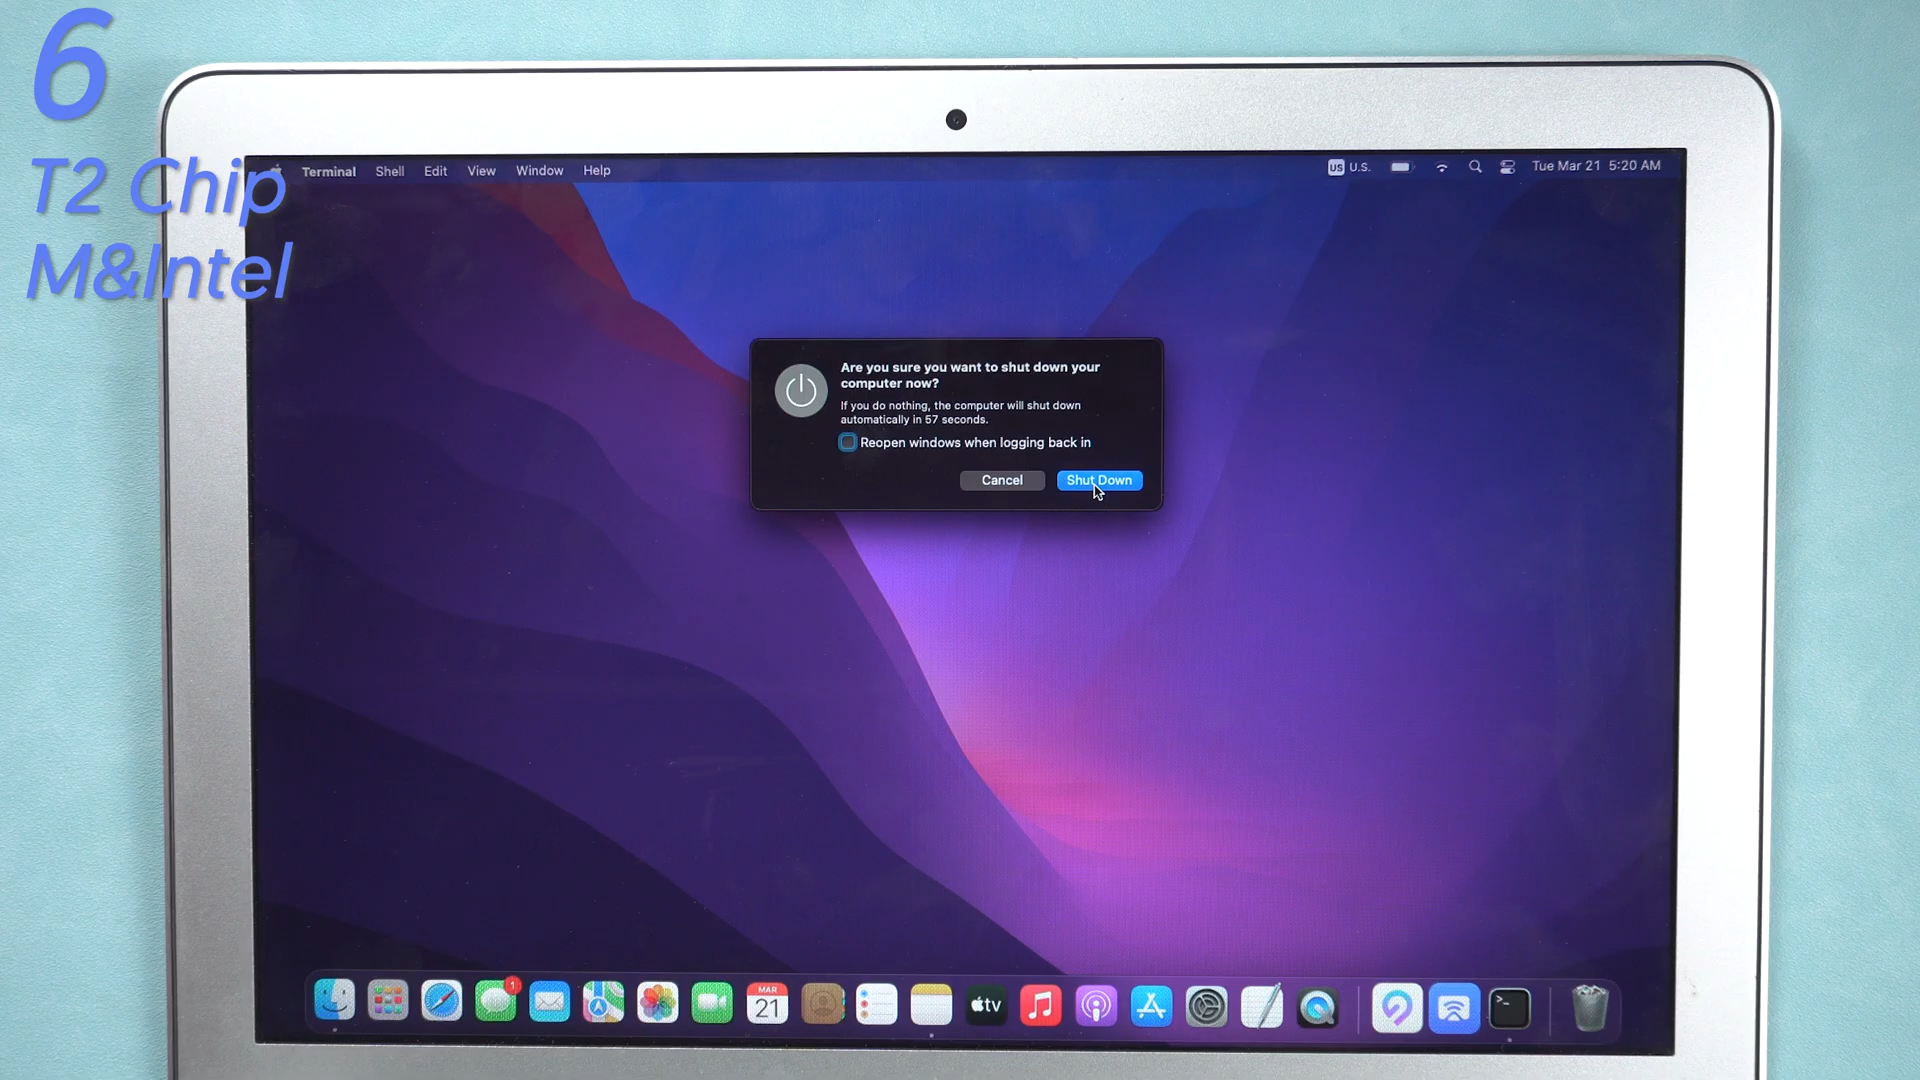 6
T2 Chip
M&Intel
Terminal Shell Edit View Window Help
US U.S. Tue Mar 21 5:20 AM
Are you sure you want to shut down your
computer now?
If you do nothing, the computer will shut down
automatically in 57 seconds.
Reopen windows when logging back in
Cancel Shut Down
1
MAR
21
tv